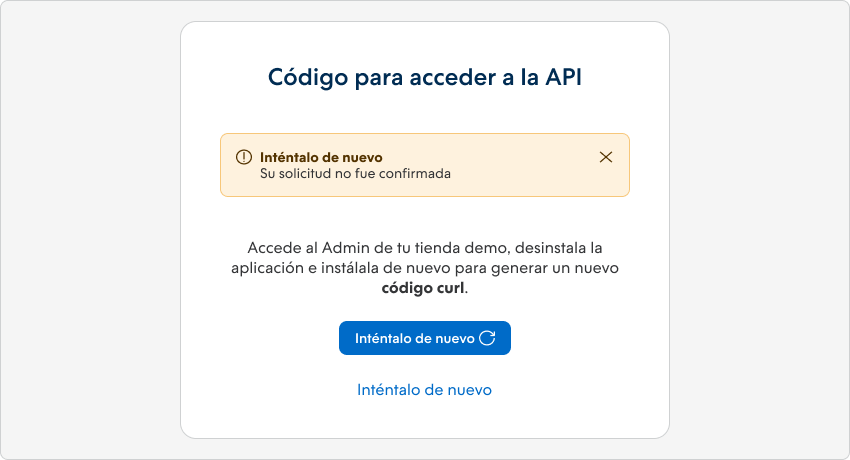 Código para acceder a la API
Inténtalo de nuevo
Su solicitud no fue confirmada
Accede al Admin de tu tienda demo, desinstala la
aplicación e instálala de nuevo para generar un nuevo
código curl.
Inténtalo de nuevo
Inténtalo de nuevo